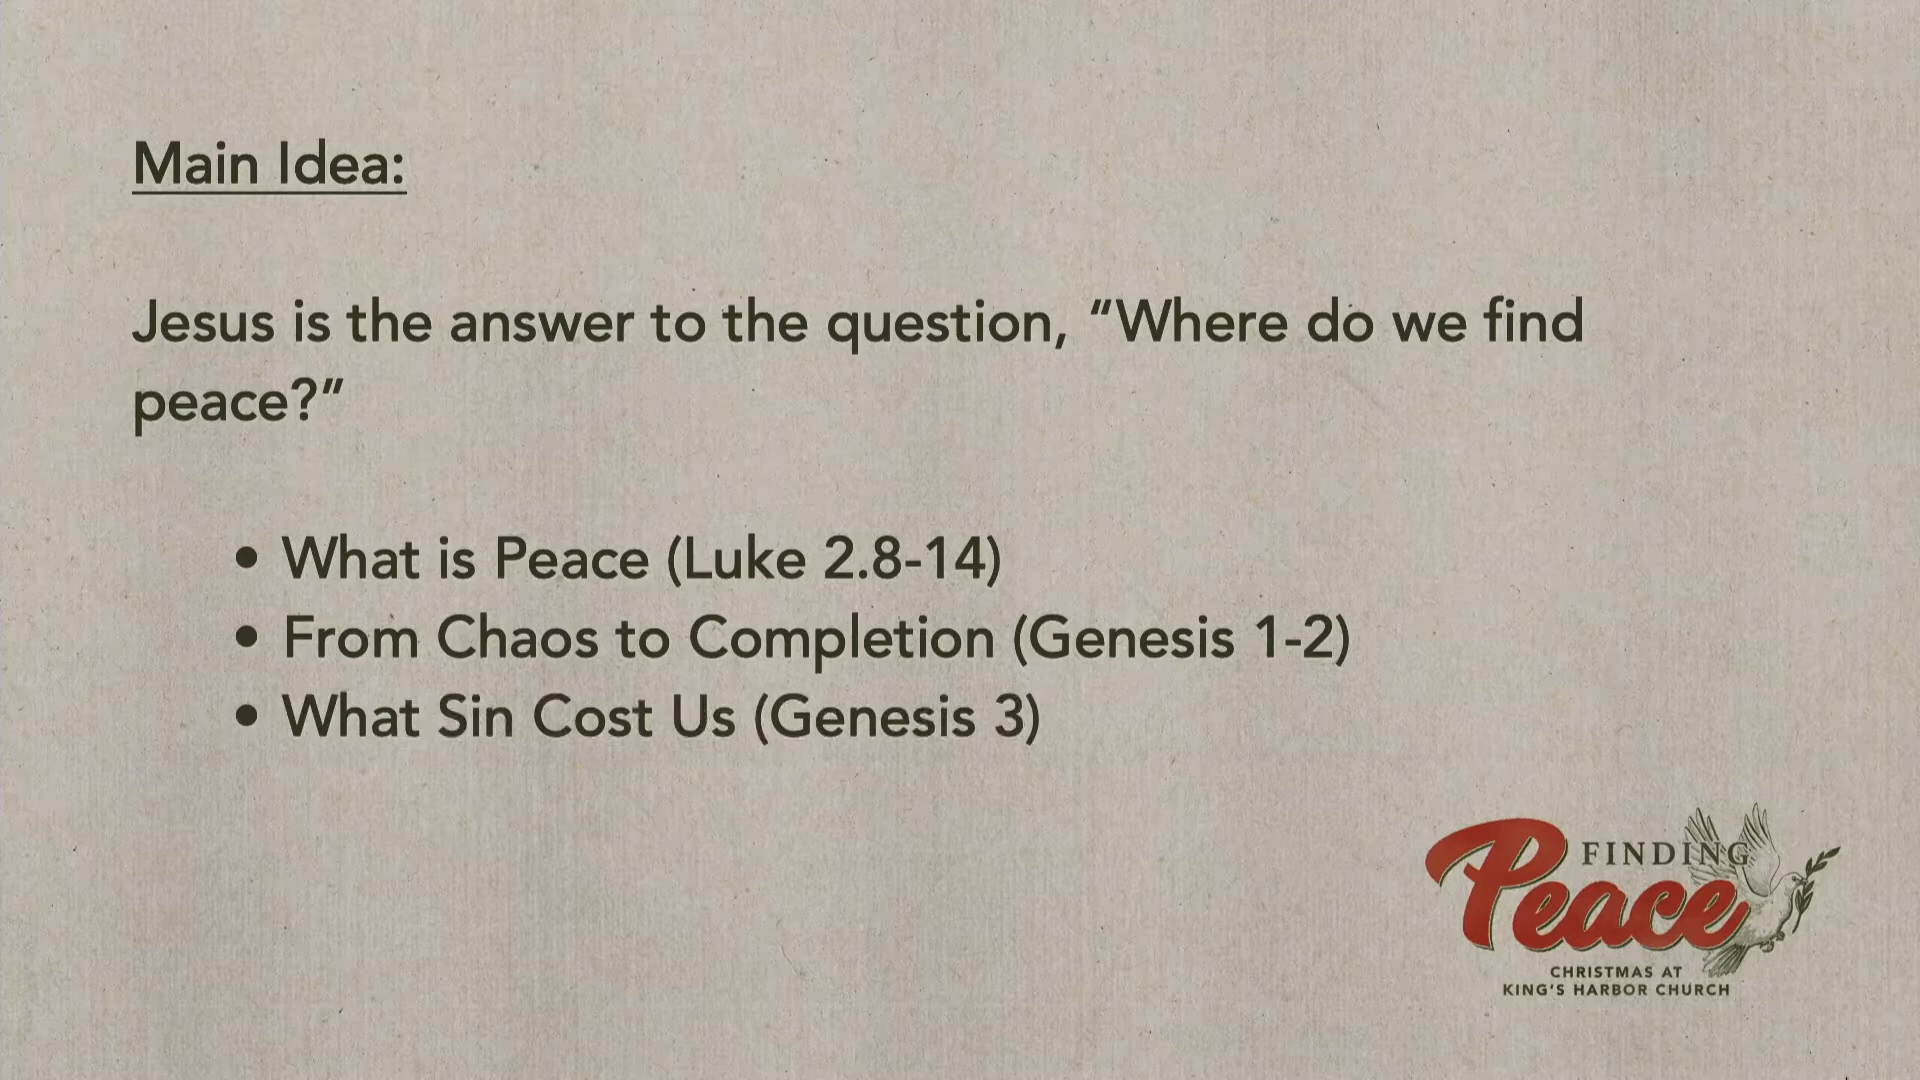 Main Idea:
Jesus is the answer to the question, “Where do we find
peace?”
• What is Peace (Luke 2.8-14)
• From Chaos to Completion (Genesis 1-2)
• What Sin Cost Us (Genesis 3)
FINDING
Peace
CHRISTMAS AT
KING'S HARBOR CHURCH